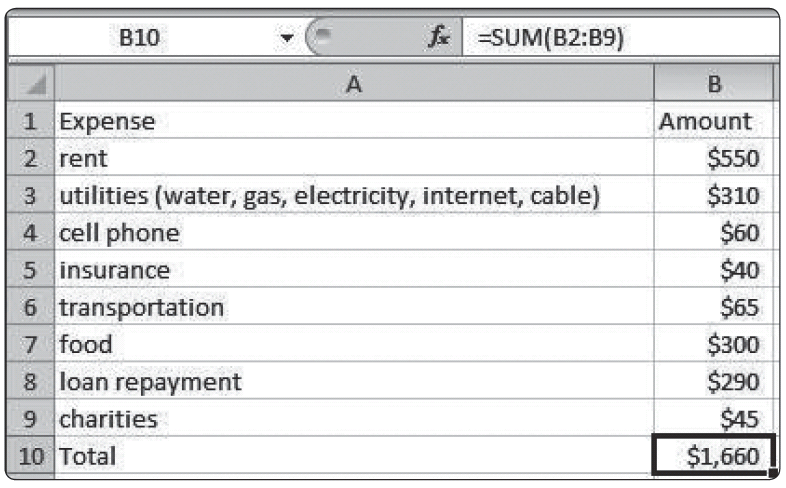 B10 fx =SUM(B2:B9)
A B
1 Expense Amount
2 rent $550
3 utilities (water, gas, electricity, internet, cable) $310
4 cell phone $60
5 insurance $40
6 transportation $65
7 food $300
8 loan repayment $290
9 charities $45
10 Total $1,660